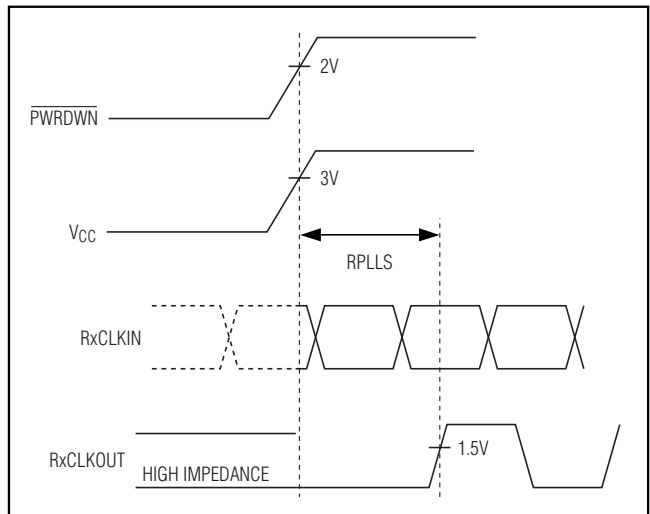 2V
PWRDWN
3V
VCC
RPLLS
RxCLKIN
RxCLKOUT
1.5V
HIGH IMPEDANCE